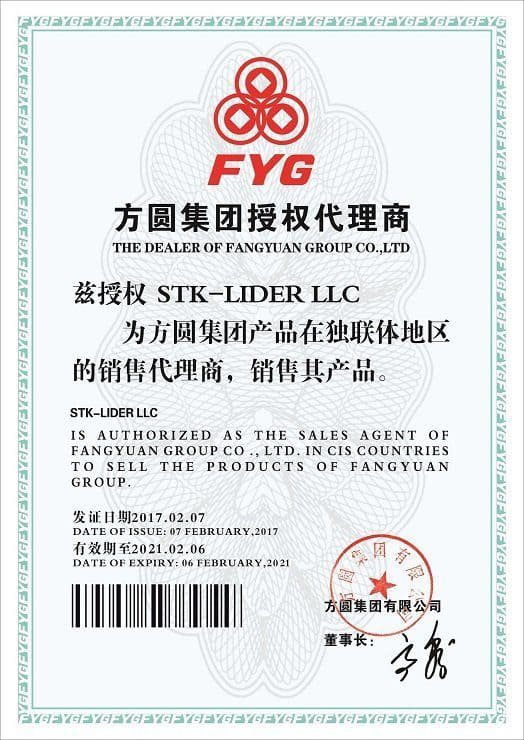 FYG
方圆集团授权代理商
THE DEALER OF FANGYUAN GROUP CO.,LTD
兹授权 STK-LIDER LLC
为方圆集团产品在独联体地区
的销售代理商，销售其产品。
STK-LIDER LLC
IS AUTHORIZED AS THE SALES AGENT OF
FANGYUAN GROUP CO ., LTD. IN CIS COUNTRIES
TO SELL THE PRODUCTS OF FANGYUAN
GROUP.
发证日期2017.02.07
DATE OF ISSUE: 07 FEBRUARY,2017
有效期至2021.02.06
DATE OF EXPIRY: 06 FEBRUARY,2021
方圆集团有限公司
方圆集团有限公司
董事长：